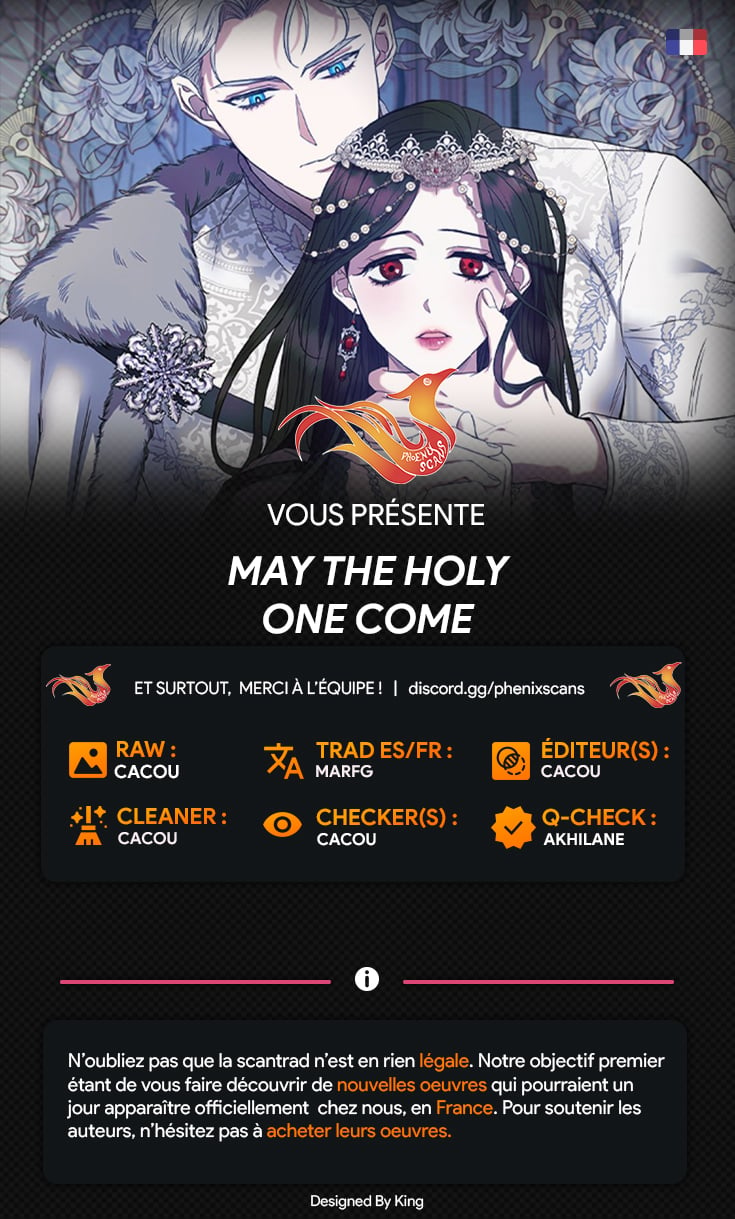 PHOENIX
SCANS
VOUS PRÉSENTE
MAY THE HOLY
ONE COME
ET SURTOUT, MERCI À L'ÉQUIPE ! | discord.gg/phenixscans
RAW :
CACOU
TRAD ES/FR :
MARFG
ÉDITEUR(S) :
CACOU
CLEANER :
CACOU
CHECKER(S) :
CACOU
Q-CHECK :
AKHILANE
N'oubliez pas que la scantrad n'est en rien légale. Notre objectif premier
étant de vous faire découvrir de nouvelles oeuvres qui pourraient un
jour apparaître officiellement chez nous, en France. Pour soutenir les
auteurs, n'hésitez pas à acheter leurs oeuvres.
Designed By King